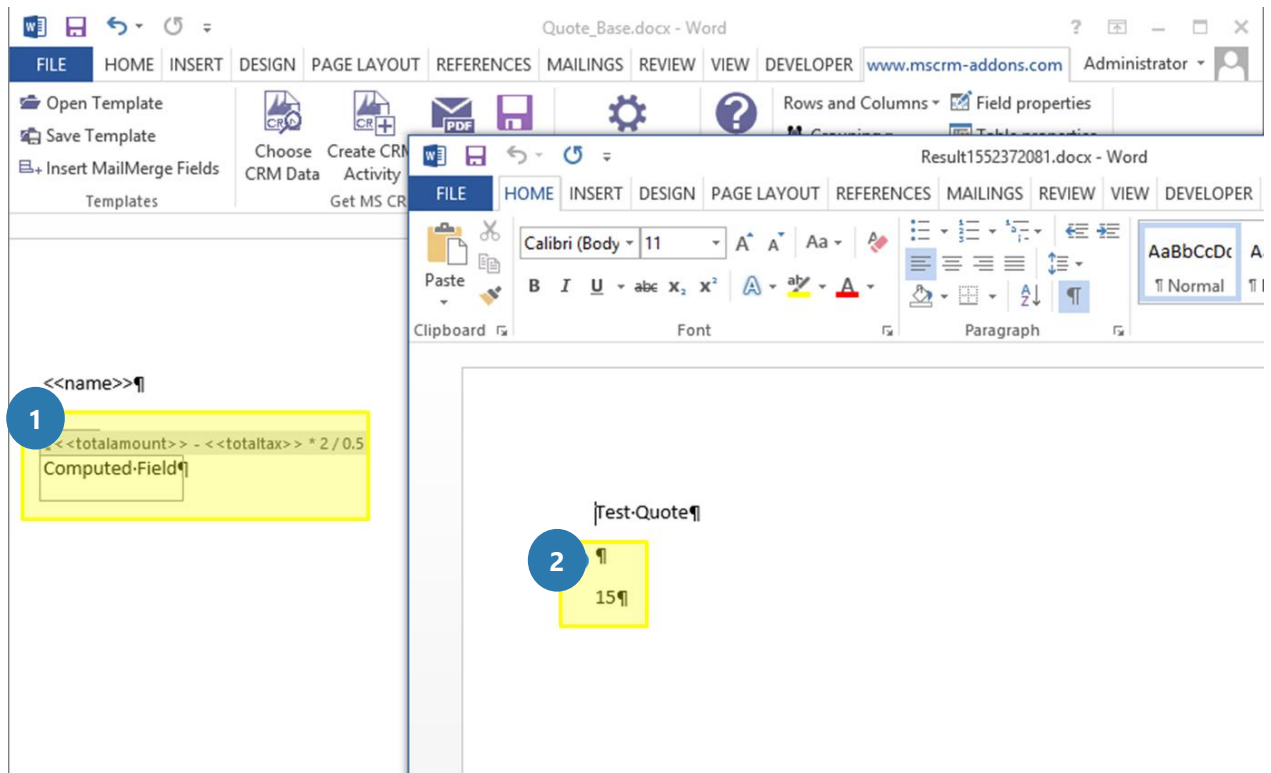 Quote_Base.docx - Word
FILE HOME INSERT DESIGN PAGE LAYOUT REFERENCES MAILINGS REVIEW VIEW DEVELOPER www.mscrm-addons.com Administrator
Open Template
Save Template
Insert MailMerge Fields
Templates
Choose CRM Data
Create CRM Activity
Get MS CR
PDF
Rows and Columns
Field properties
Grouping
Table properties
Result1552372081.docx - Word
FILE HOME INSERT DESIGN PAGE LAYOUT REFERENCES MAILINGS REVIEW VIEW DEVELOPER
Paste
Clipboard
Calibri (Body 11 Aa
B I U abc X₂ X² A aby A
Font
Paragraph
AaBbCcDc
¶ Normal
<<name>>¶
1
<<totalamount>> - <<totaltax>> * 2 / 0.5
Computed·Field¶
Test·Quote¶
2
¶
15¶